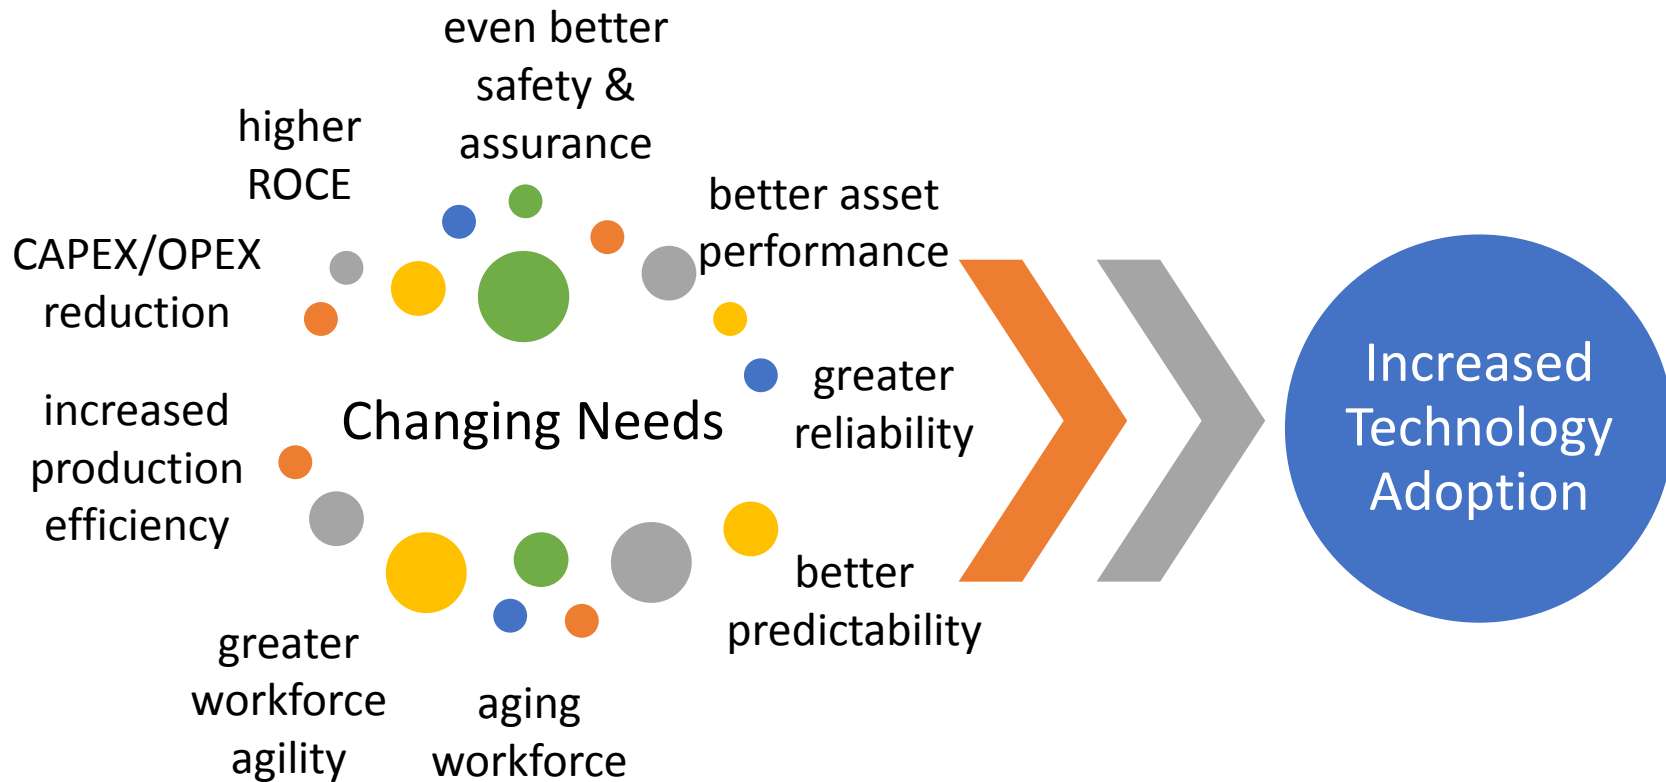 even better
safety &
assurance
higher
ROCE
better asset
performance
CAPEX/OPEX
reduction
greater
reliability
Changing Needs
increased
production
efficiency
better
predictability
greater
workforce
agility
aging
workforce
Increased
Technology
Adoption